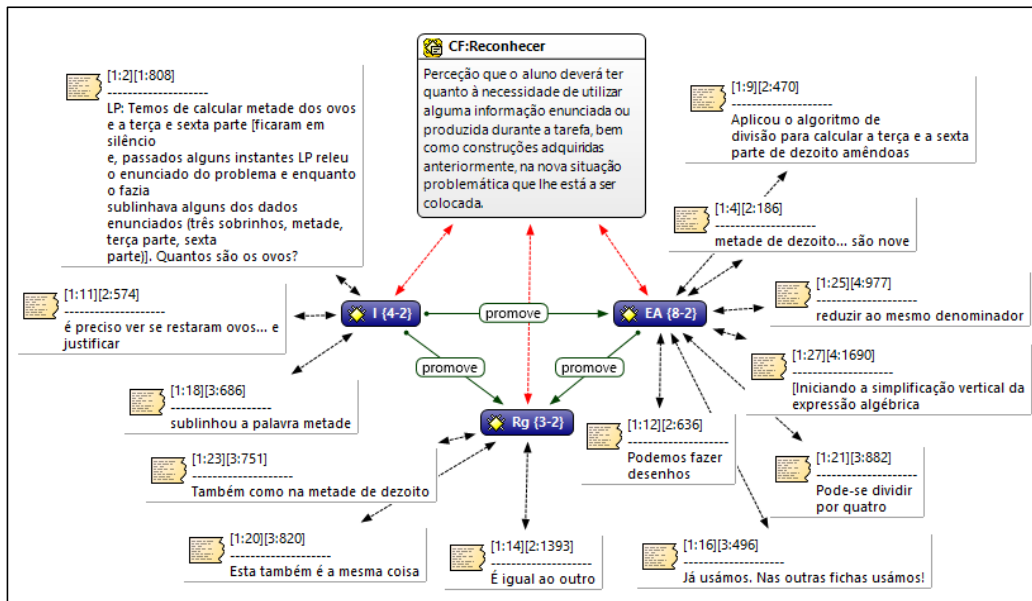 CF:Reconhecer
Perceção que o aluno deverá ter
quanto à necessidade de utilizar
alguma informação enunciada ou
produzida durante a tarefa, bem
como construções adquiridas
anteriormente, na nova situação
problemática que lhe está a ser
colocada.
[1:2][1:808]
--------------------
LP: Temos de calcular metade dos ovos
e a terça e sexta parte [ficaram em
silêncio
e, passados alguns instantes LP releu
o enunciado do problema e enquanto
o fazia
sublinhava alguns dos dados
enunciados (três sobrinhos, metade,
terça parte, sexta
parte)]. Quantos são os ovos?
[1:9][2:470]
--------------------
Aplicou o algoritmo de
divisão para calcular a terça e a sexta
parte de dezoito amêndoas
[1:4][2:186]
--------------------
metade de dezoito... são nove
[1:11][2:574]
--------------------
é preciso ver se restaram ovos... e
justificar
I {4-2}
promove
EA {8-2}
[1:25][4:977]
--------------------
reduzir ao mesmo denominador
promove
promove
[1:27][4:1690]
--------------------
[Iniciando a simplificação vertical da
expressão algébrica
[1:18][3:686]
--------------------
sublinhou a palavra metade
Rg {3-2}
[1:12][2:636]
--------------------
Podemos fazer
desenhos
[1:23][3:751]
--------------------
Também como na metade de dezoito
[1:21][3:882]
--------------------
Pode-se dividir
por quatro
[1:20][3:820]
--------------------
Esta também é a mesma coisa
[1:14][2:1393]
--------------------
É igual ao outro
[1:16][3:496]
--------------------
Já usámos. Nas outras fichas usámos!